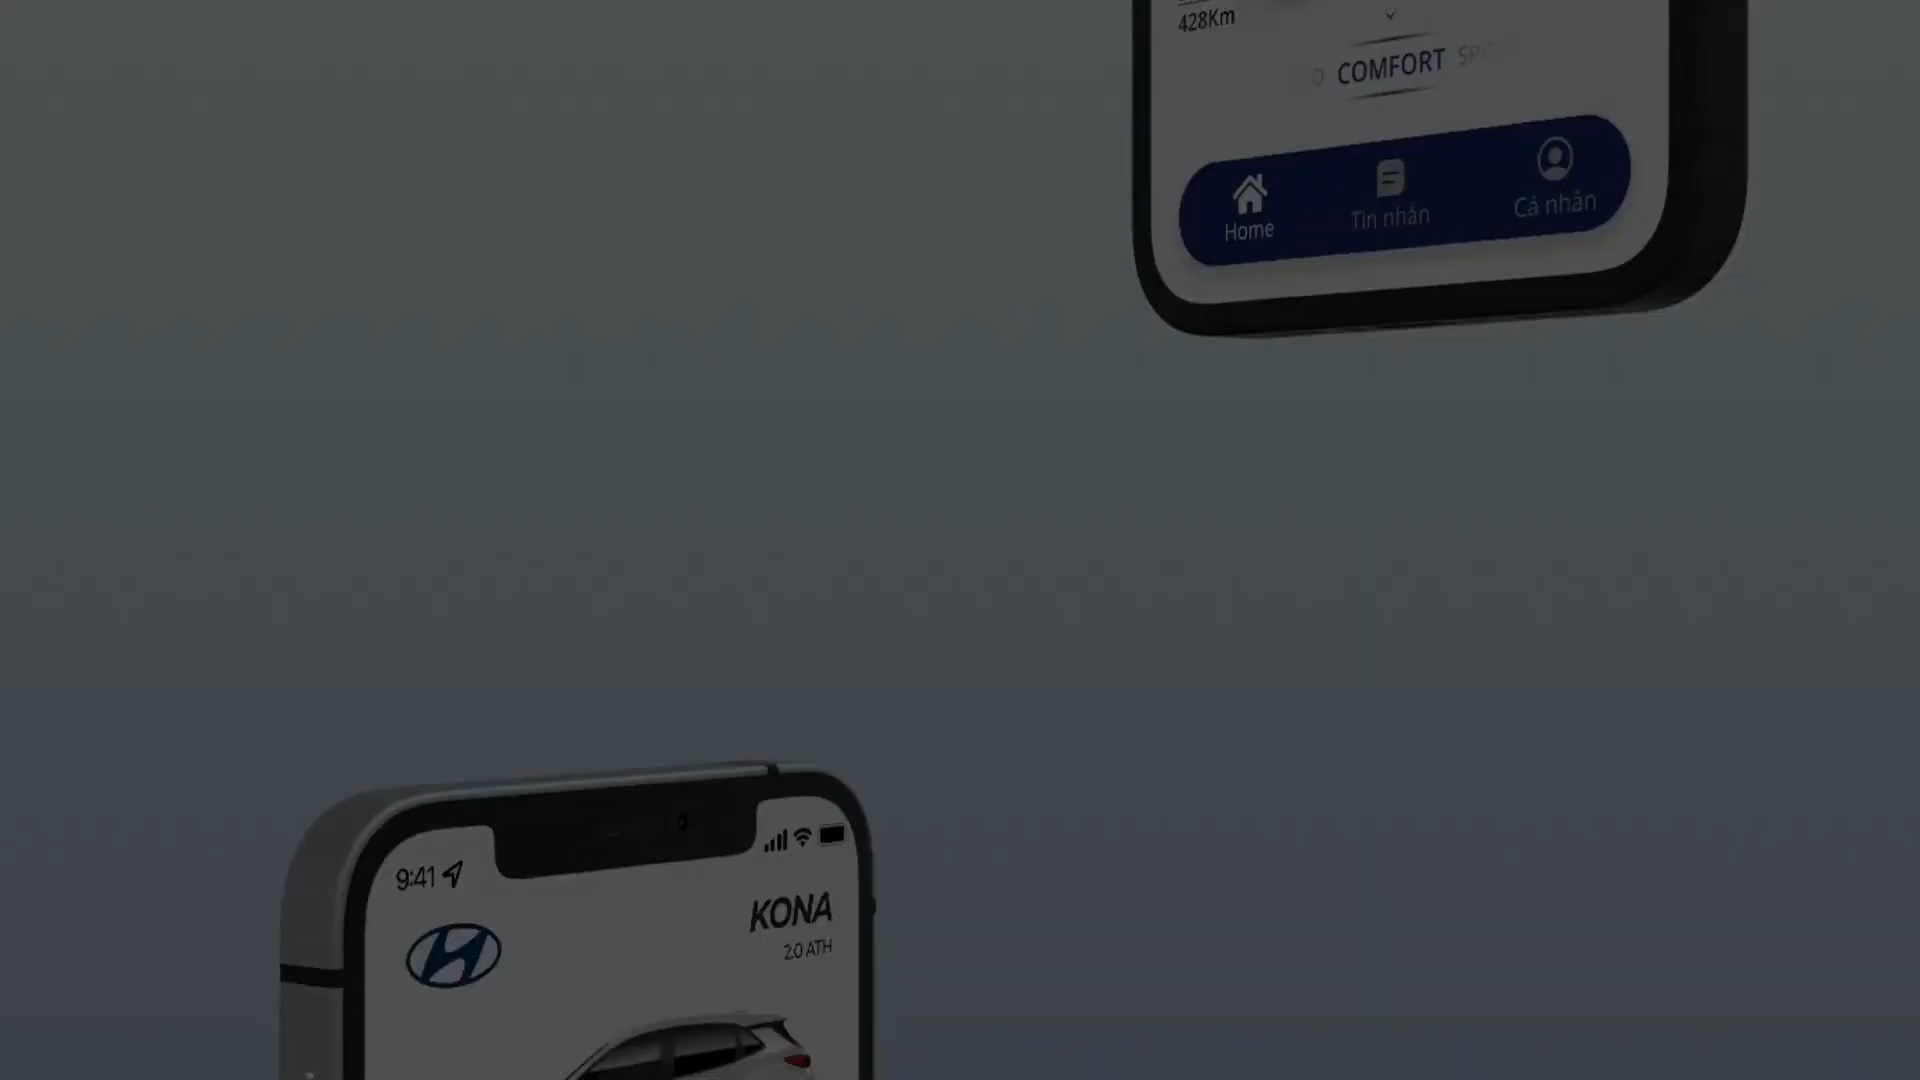 428Km
COMFORT
Home
Tin nhắn
Cá nhân
9:41
KONA
2.0 ATH